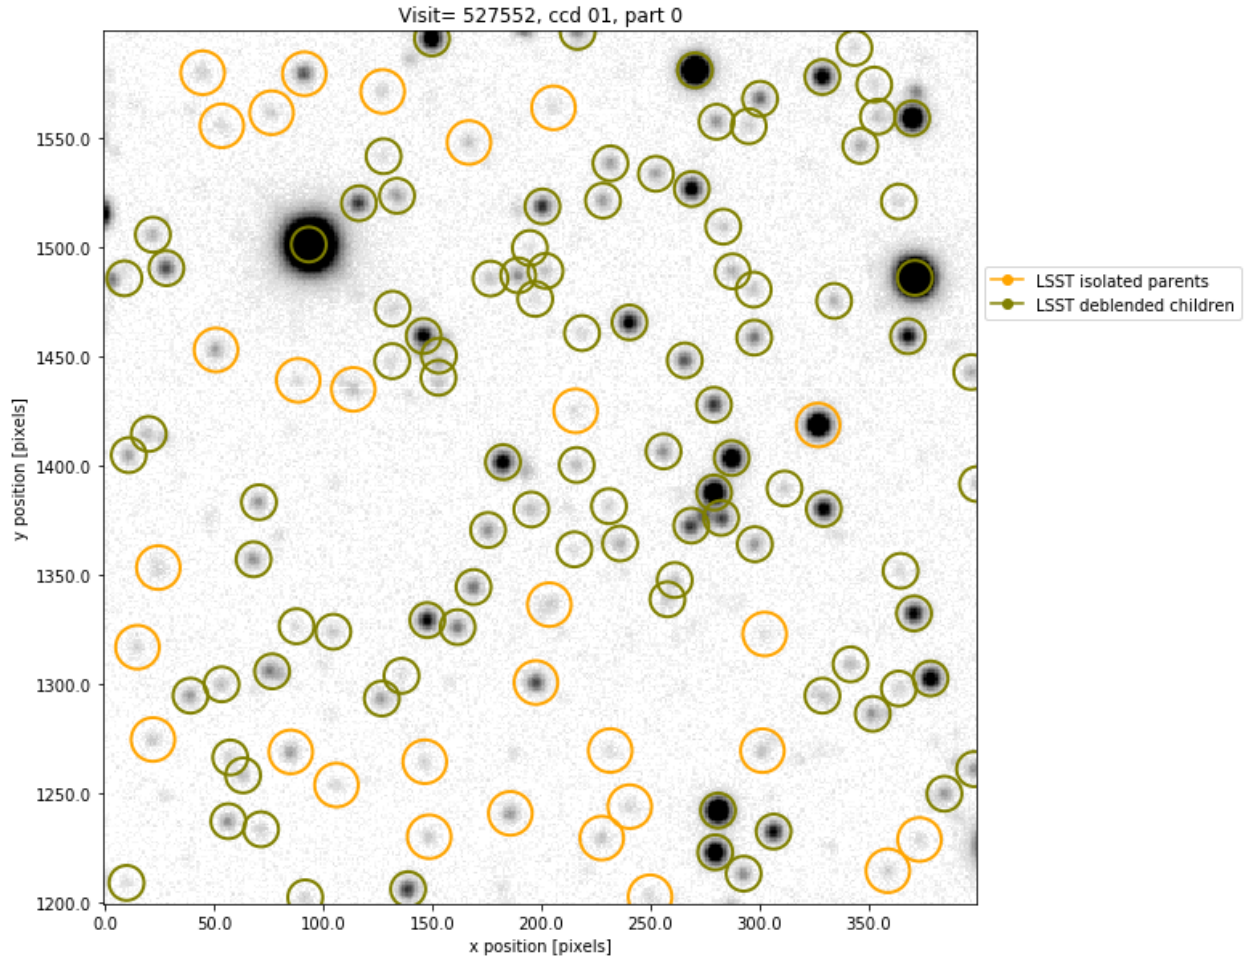 Visit= 527552, ccd 01, part 0
1550.0
1500.0
1450.0
1400.0
1350.0
1300.0
1250.0
1200.0
y position [pixels]
0.0 50.0 100.0 150.0 200.0 250.0 300.0 350.0
x position [pixels]
LSST isolated parents
LSST deblended children